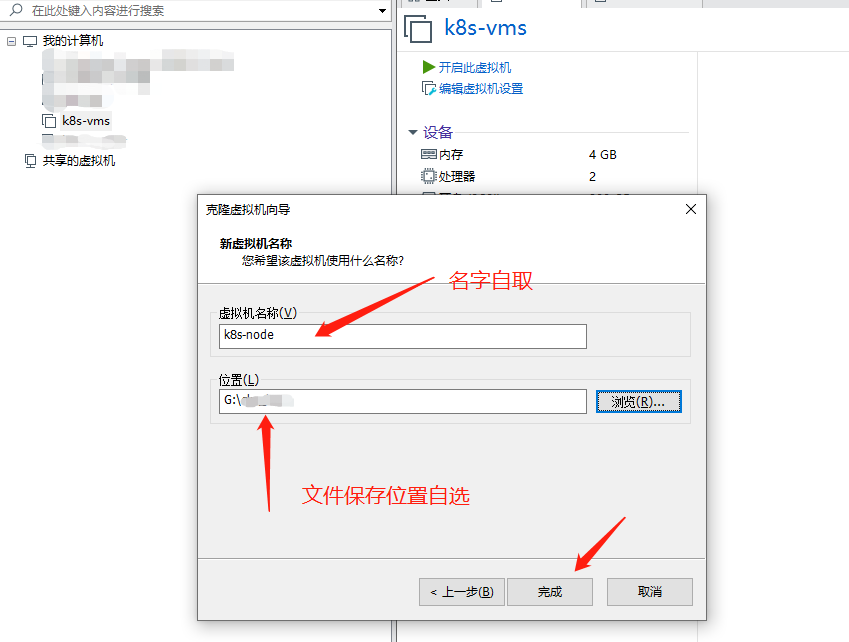 在此处键入内容进行搜索
我的计算机
k8s-vms
共享的虚拟机
k8s-vms
开启此虚拟机
编辑虚拟机设置
设备
内存 4 GB
处理器 2
克隆虚拟机向导
新虚拟机名称
您希望该虚拟机使用什么名称?
名字自取
虚拟机名称(V)
k8s-node
位置(L)
G:\
浏览(R)...
文件保存位置自选
< 上一步(B)
完成
取消